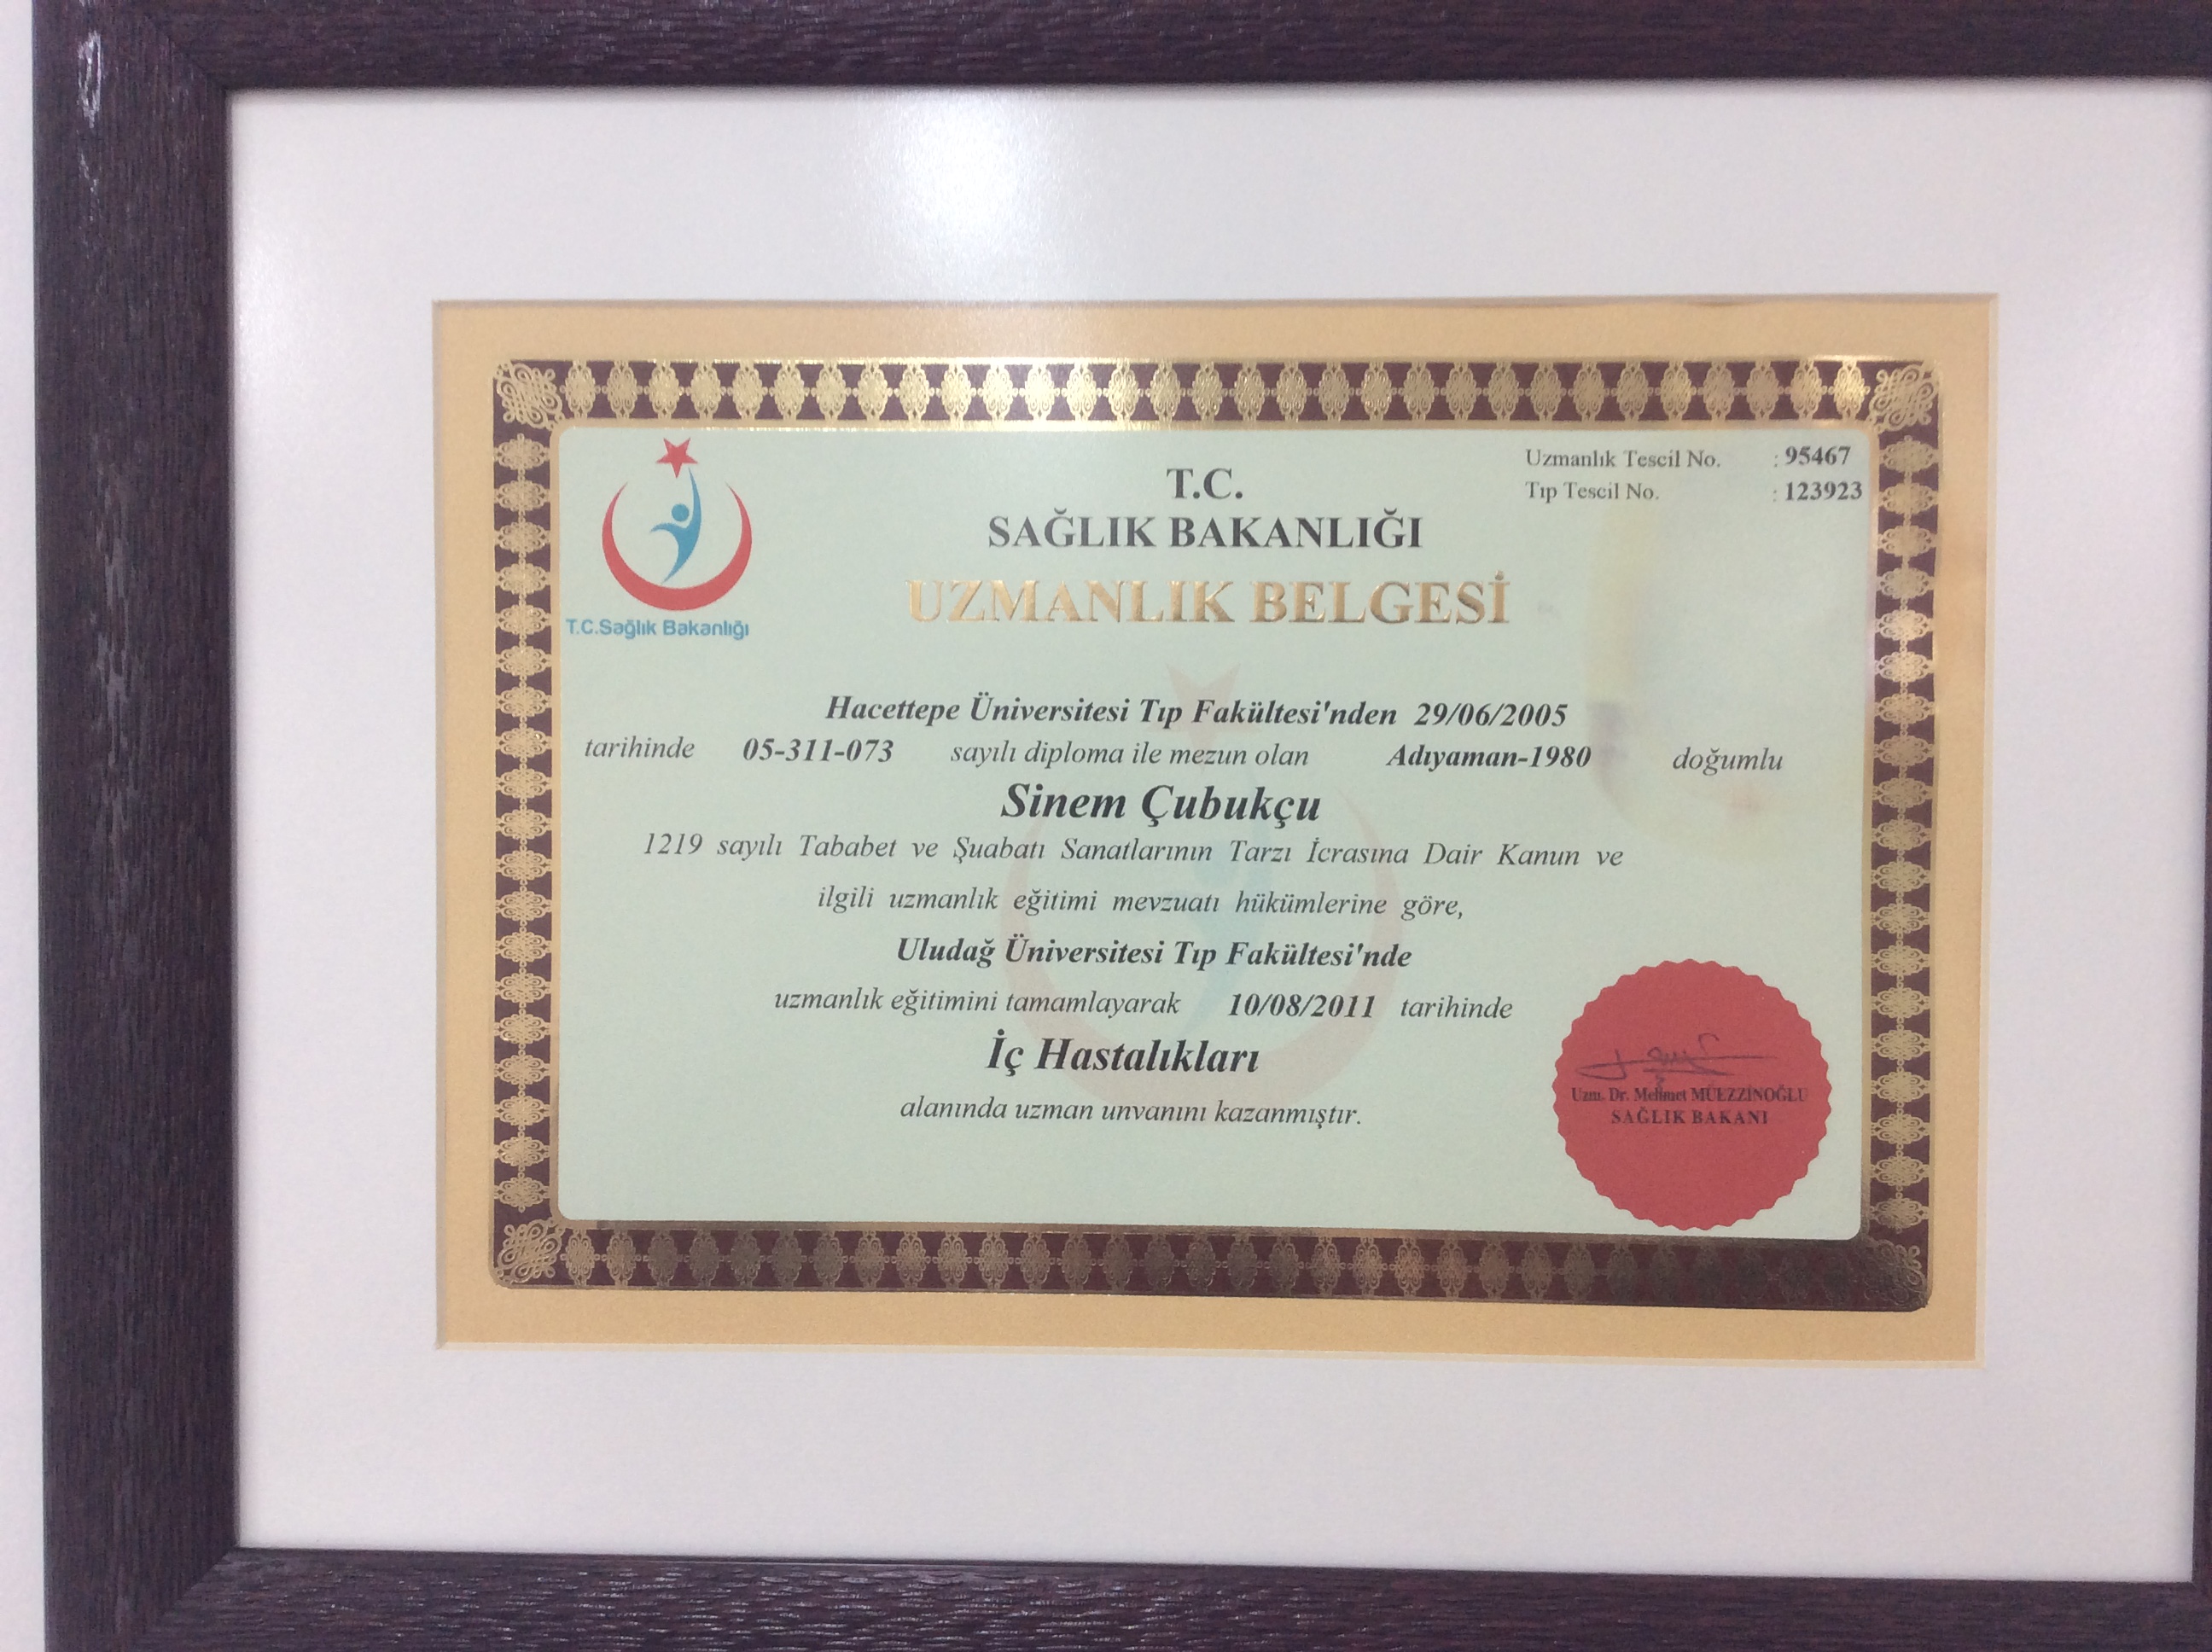 T.C.Sağlık Bakanlığı
Uzmanlık Tescil No. : 95467
Tıp Tescil No. : 123923
T.C.
SAĞLIK BAKANLIĞI
UZMANLIK BELGESİ
Hacettepe Üniversitesi Tıp Fakültesi'nden 29/06/2005
tarihinde 05-311-073 sayılı diploma ile mezun olan Adıyaman-1980 doğumlu
Sinem Çubukçu
1219 sayılı Tababet ve Şuabatı Sanatlarının Tarzı İcrasına Dair Kanun ve
ilgili uzmanlık eğitimi mevzuatı hükümlerine göre,
Uludağ Üniversitesi Tıp Fakültesi'nde
uzmanlık eğitimini tamamlayarak 10/08/2011 tarihinde
İç Hastalıkları
alanında uzman unvanını kazanmıştır.
Uzm. Dr. Mehmet MÜEZZİNOĞLU
SAĞLIK BAKANI